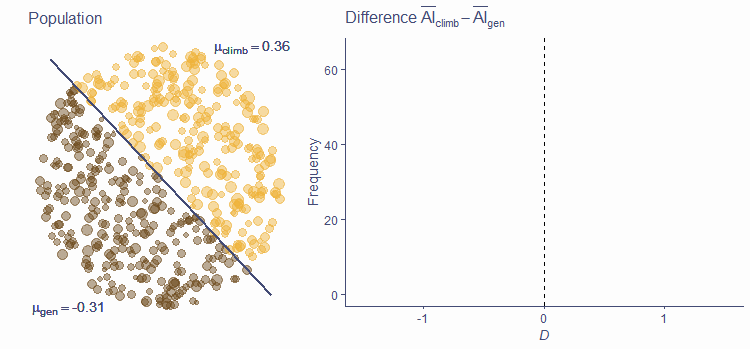 Population
μclimb = 0.36
μgen = -0.31
Difference AIclimb – AIgen
Frequency
60
40
20
0
-1 0 1
D